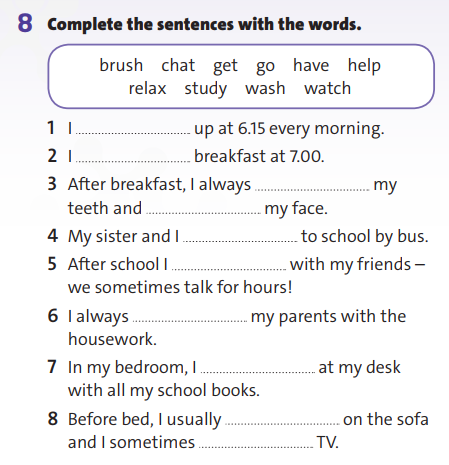 8 Complete the sentences with the words.
brush chat get go have help
relax study wash watch
1 I .......... up at 6.15 every morning.
2 I .......... breakfast at 7.00.
3 After breakfast, I always .......... my
teeth and .......... my face.
4 My sister and I .......... to school by bus.
5 After school I .......... with my friends –
we sometimes talk for hours!
6 I always .......... my parents with the
housework.
7 In my bedroom, I .......... at my desk
with all my school books.
8 Before bed, I usually .......... on the sofa
and I sometimes .......... TV.